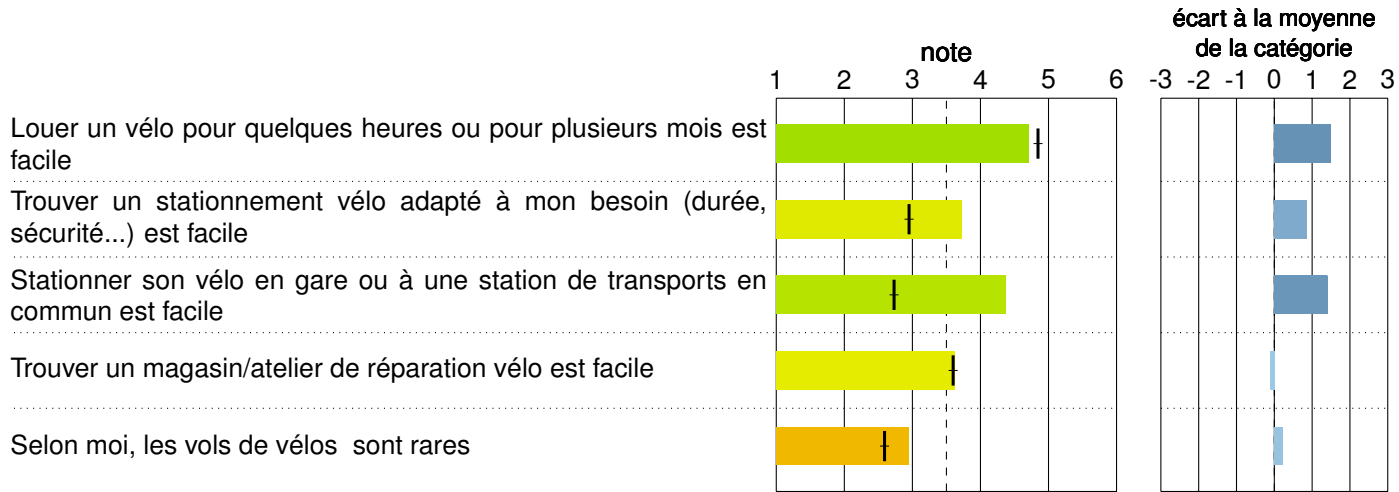 écart à la moyenne
note
de la catégorie
1 2 3 4 5 6
-3 -2 -1 0 1 2 3
Louer un vélo pour quelques heures ou pour plusieurs mois est
facile
Trouver un stationnement vélo adapté à mon besoin (durée,
sécurité...) est facile
Stationner son vélo en gare ou à une station de transports en
commun est facile
Trouver un magasin/atelier de réparation vélo est facile
Selon moi, les vols de vélos sont rares